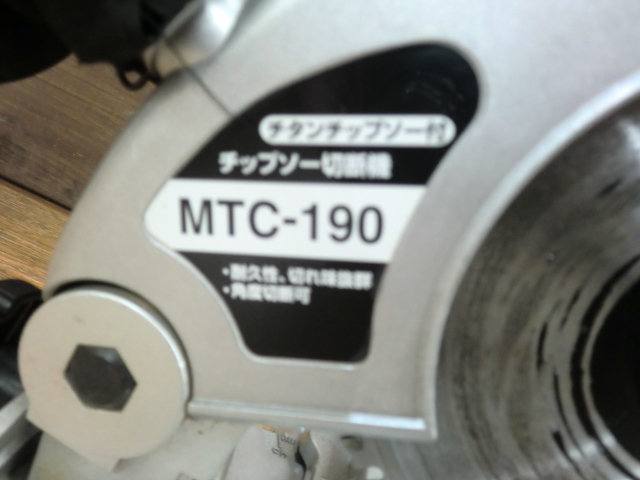 チタンチップソー付
チップソー切断機
MTC-190
・耐久性、切れ味抜群
・角度切断可